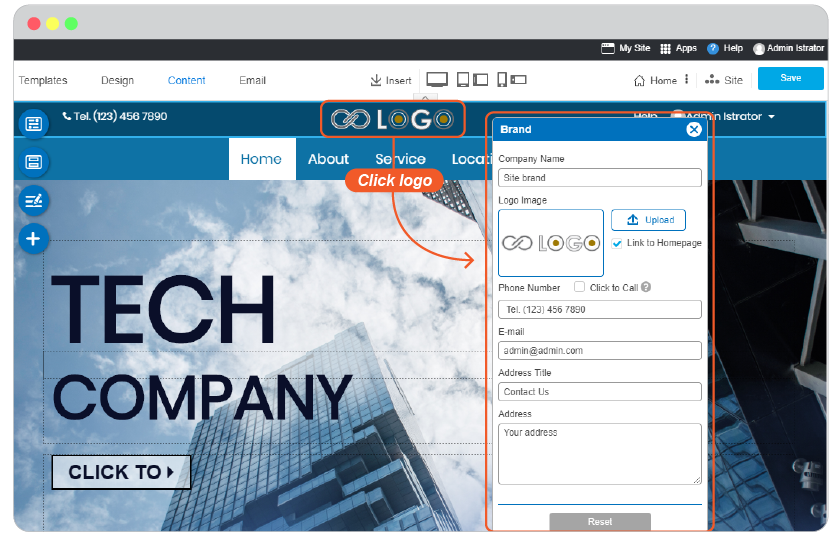 My Site Apps ? Help Admin Istrator
Templates Design Content Email Insert Home Site Save
Tel. (123) 456 7890 LOGO Help Admin Istrator
Home About Service Locati
Click logo
Brand
Company Name
Site brand
Logo Image
LOGO
Upload
Link to Homepage
Phone Number Click to Call ?
Tel. (123) 456 7890
E-mail
admin@admin.com
Address Title
Contact Us
Address
Your address
Reset
TECH
COMPANY
CLICK TO